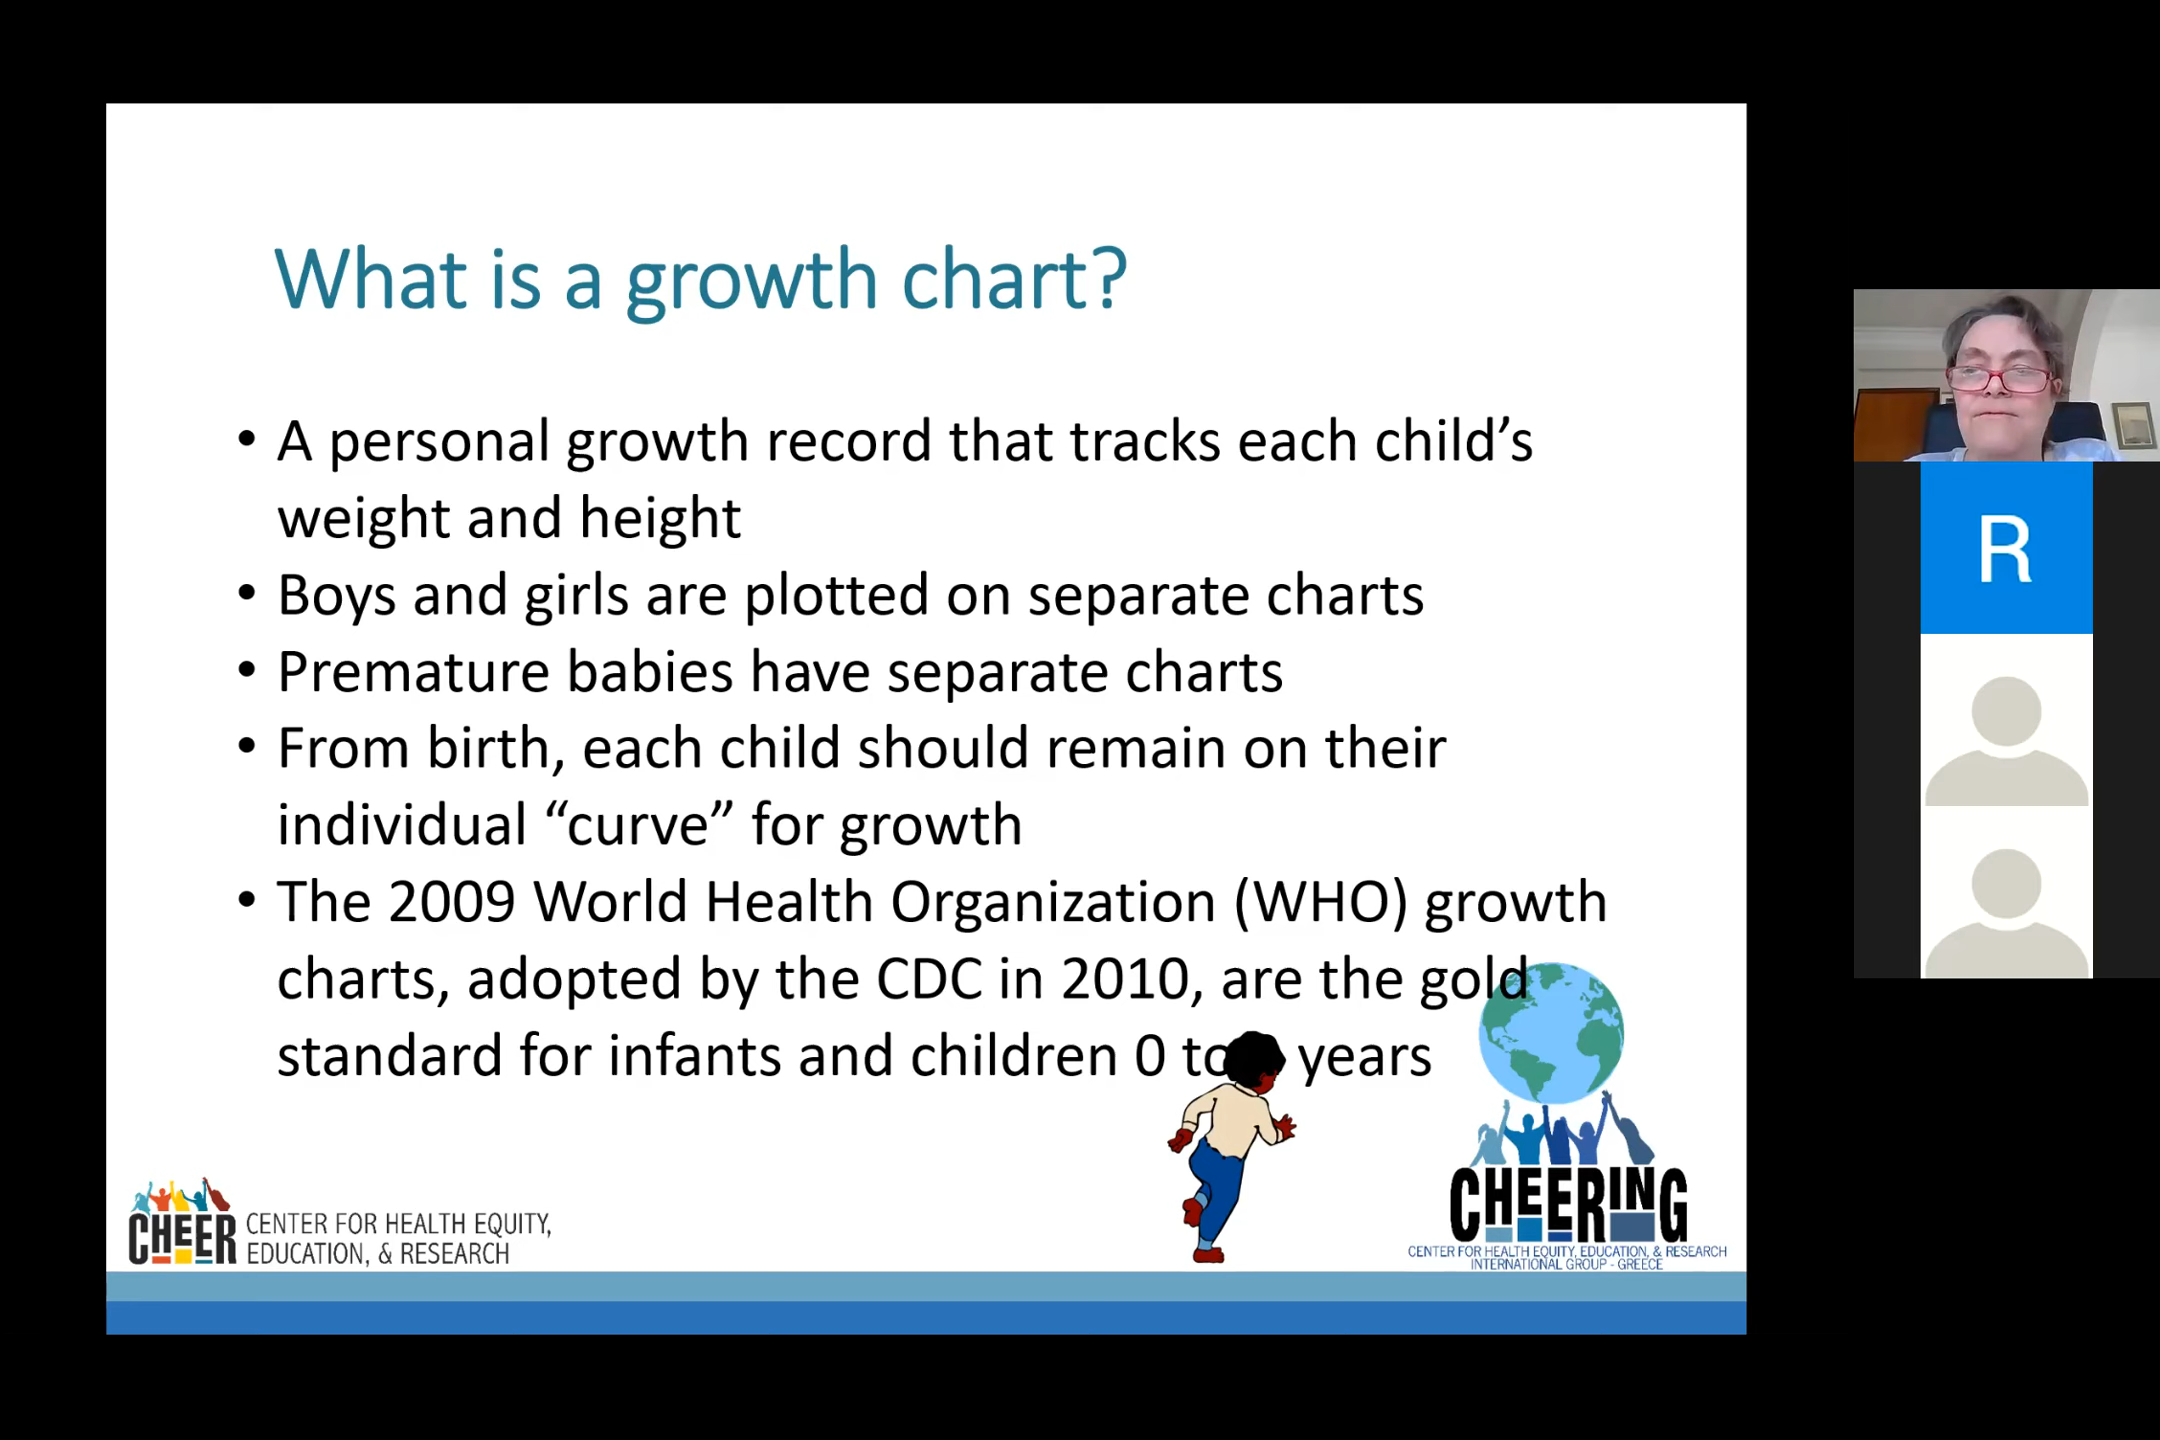 What is a growth chart?
• A personal growth record that tracks each child’s
weight and height
• Boys and girls are plotted on separate charts
• Premature babies have separate charts
• From birth, each child should remain on their
individual “curve” for growth
• The 2009 World Health Organization (WHO) growth
charts, adopted by the CDC in 2010, are the gold
standard for infants and children 0 to years
R
CHEER CENTER FOR HEALTH EQUITY,
EDUCATION, & RESEARCH
CHEERING
CENTER FOR HEALTH EQUITY, EDUCATION, & RESEARCH
INTERNATIONAL GROUP - GREECE